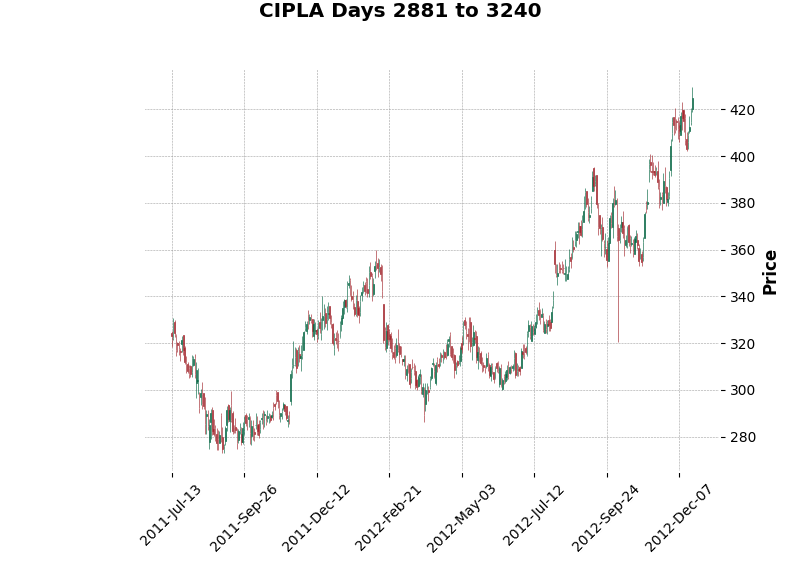 CIPLA Days 2881 to 3240
420
400
380
360
340
320
300
280
Price
2011-Jul-13
2011-Sep-26
2011-Dec-12
2012-Feb-21
2012-May-03
2012-Jul-12
2012-Sep-24
2012-Dec-07